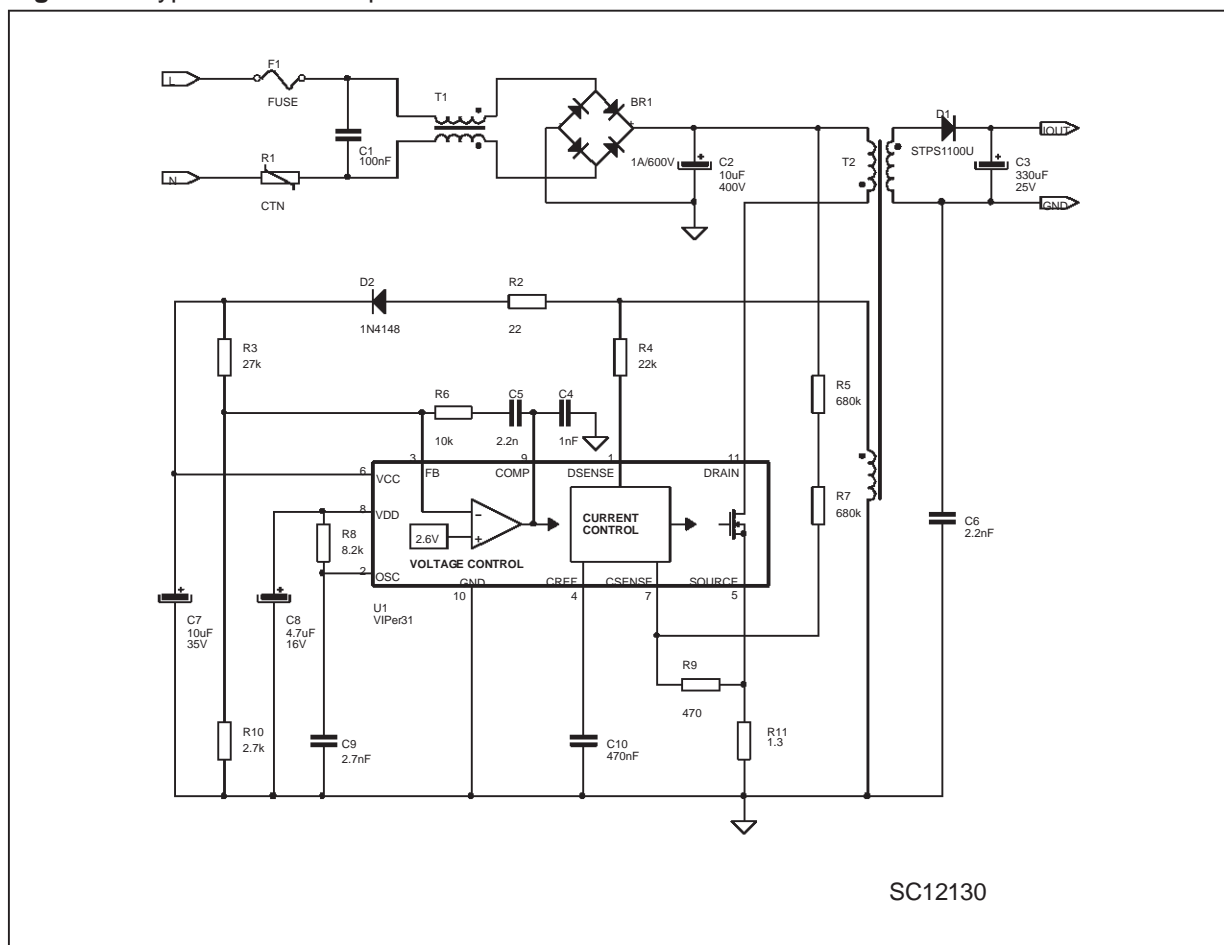 L
F1
FUSE
N
R1
CTN
C1
100nF
T1
BR1
+
1A/600V
+
C2
10uF
400V
T2
D1
STPS1100U
+
C3
330uF
25V
IOUT
GND
D2
1N4148
R2
22
R3
27k
R4
22k
R5
680k
R6
10k
C5
2.2n
C4
1nF
R7
680k
3
FB
9
COMP
1
DSENSE
11
DRAIN
6
VCC
8
VDD
R8
8.2k
2
OSC
2.6V
−
+
VOLTAGE CONTROL
CURRENT
CONTROL
GND
10
CREF
4
CSENSE
7
SOURCE
5
U1
VIPer31
C6
2.2nF
+
C7
10uF
35V
+
C8
4.7uF
16V
R9
470
R10
2.7k
C9
2.7nF
C10
470nF
R11
1.3
SC12130